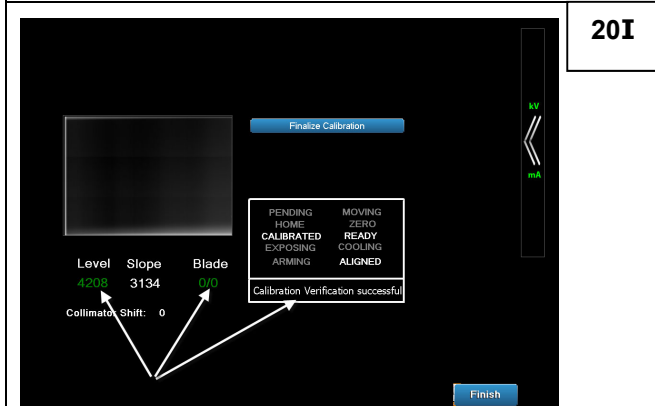 20I
kV
mA
Finalize Calibration
PENDING MOVING
HOME ZERO
CALIBRATED READY
EXPOSING COOLING
ARMING ALIGNED
Calibration Verification successful
Level Slope Blade
4208 3134 0/0
Collimator Shift: 0
Finish